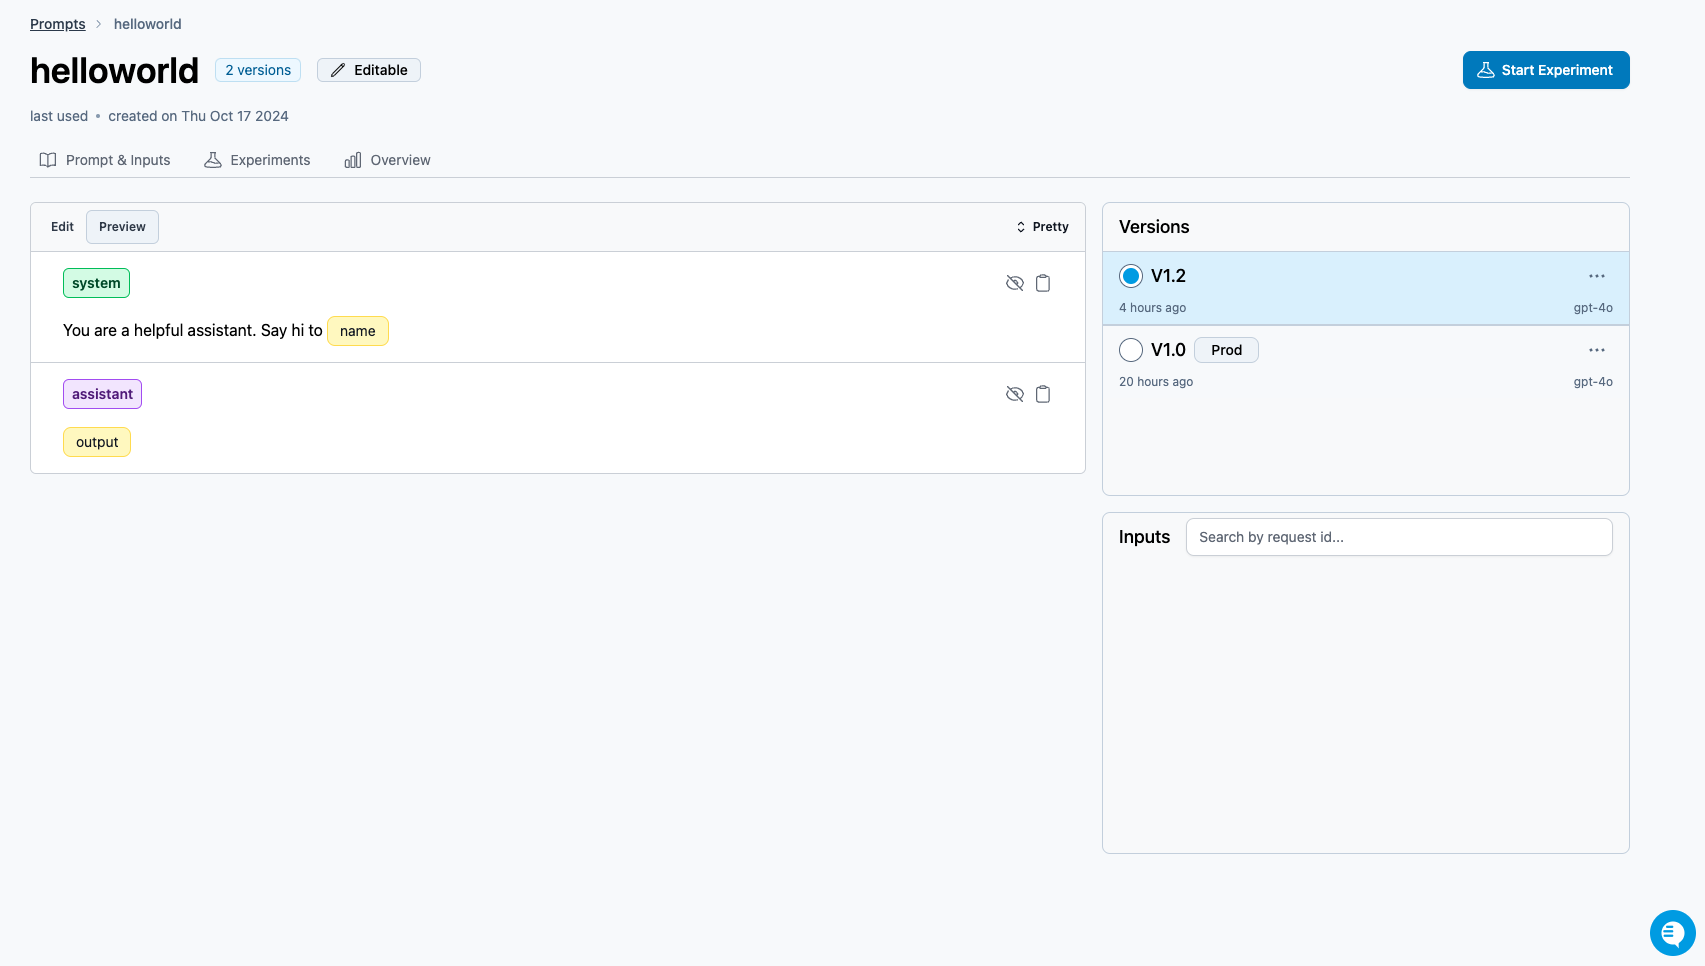 Prompts > helloworld
helloworld 2 versions Editable
Start Experiment
last used • created on Thu Oct 17 2024
Prompt & Inputs Experiments Overview
Edit Preview Pretty
system
You are a helpful assistant. Say hi to name
assistant
output
Versions
V1.2 ...
4 hours ago gpt-4o
V1.0 Prod ...
20 hours ago gpt-4o
Inputs Search by request id...